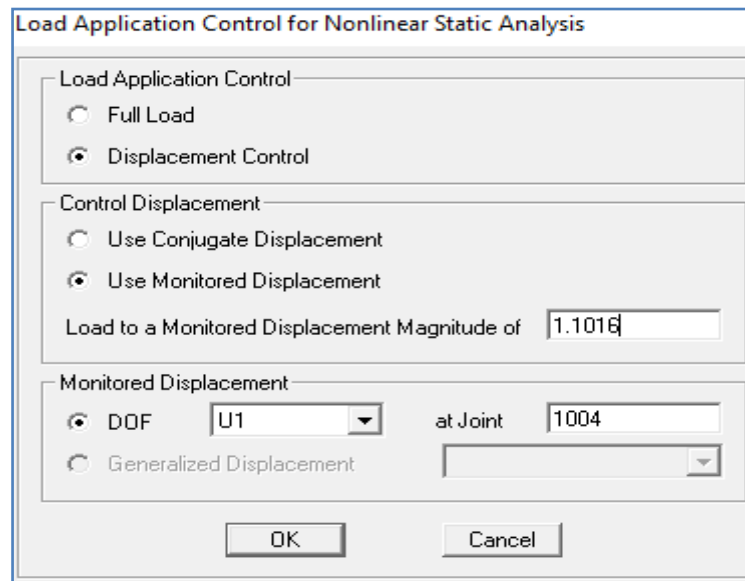 Load Application Control for Nonlinear Static Analysis
Load Application Control
Full Load
Displacement Control
Control Displacement
Use Conjugate Displacement
Use Monitored Displacement
Load to a Monitored Displacement Magnitude of 1.1016
Monitored Displacement
DOF U1 at Joint 1004
Generalized Displacement
OK Cancel